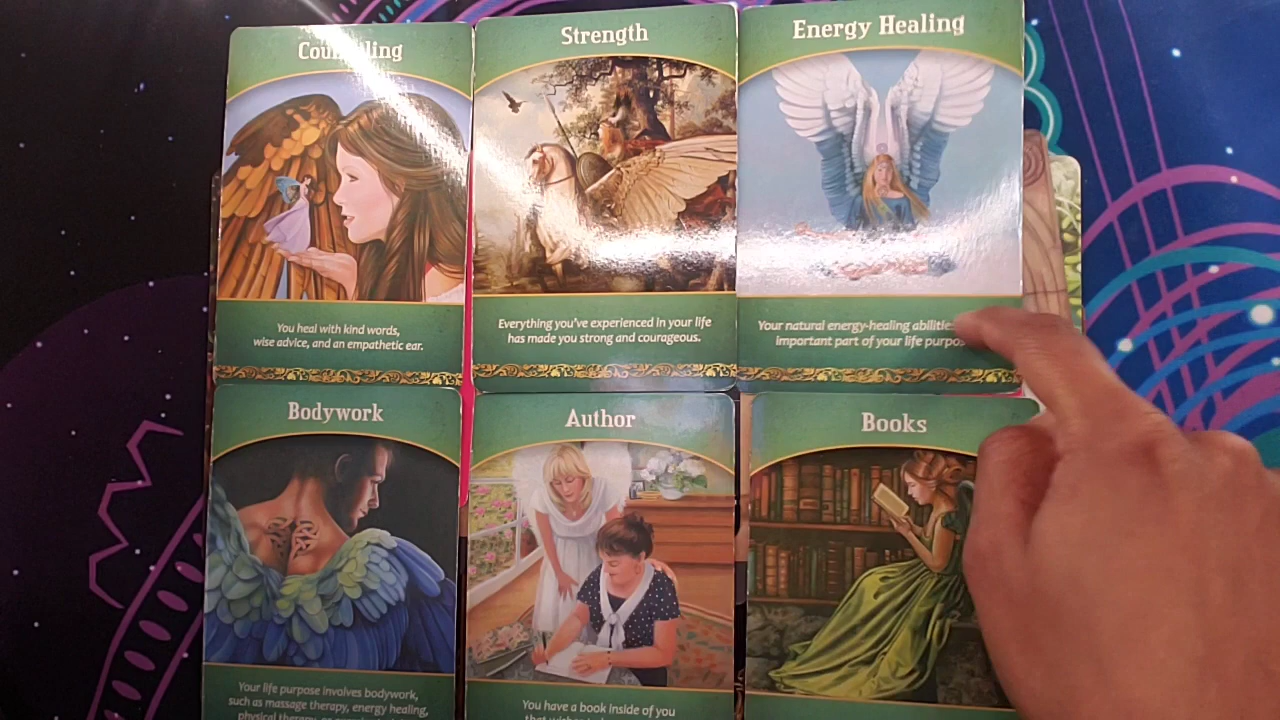 Strength
Energy Healing
You heal with kind words,
wise advice, and an empathetic ear.
Everything you've experienced in your life
has made you strong and courageous.
Your natural energy-healing
important part of your life
Bodywork
Author
Books
Your life purpose involves bodywork,
such as massage therapy, energy healing,
physical therapy, or
You have a book inside of you
that